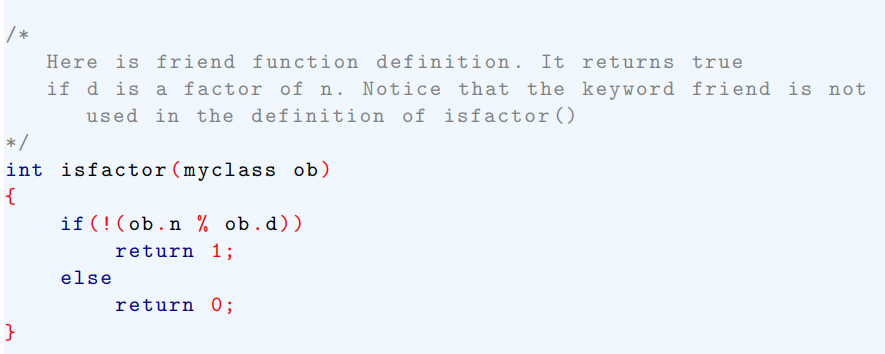 /*
Here is friend function definition. It returns true
if d is a factor of n. Notice that the keyword friend is not
used in the definition of isfactor()
*/
int isfactor(myclass ob)
{
if(!(ob.n % ob.d))
return 1;
else
return 0;
}